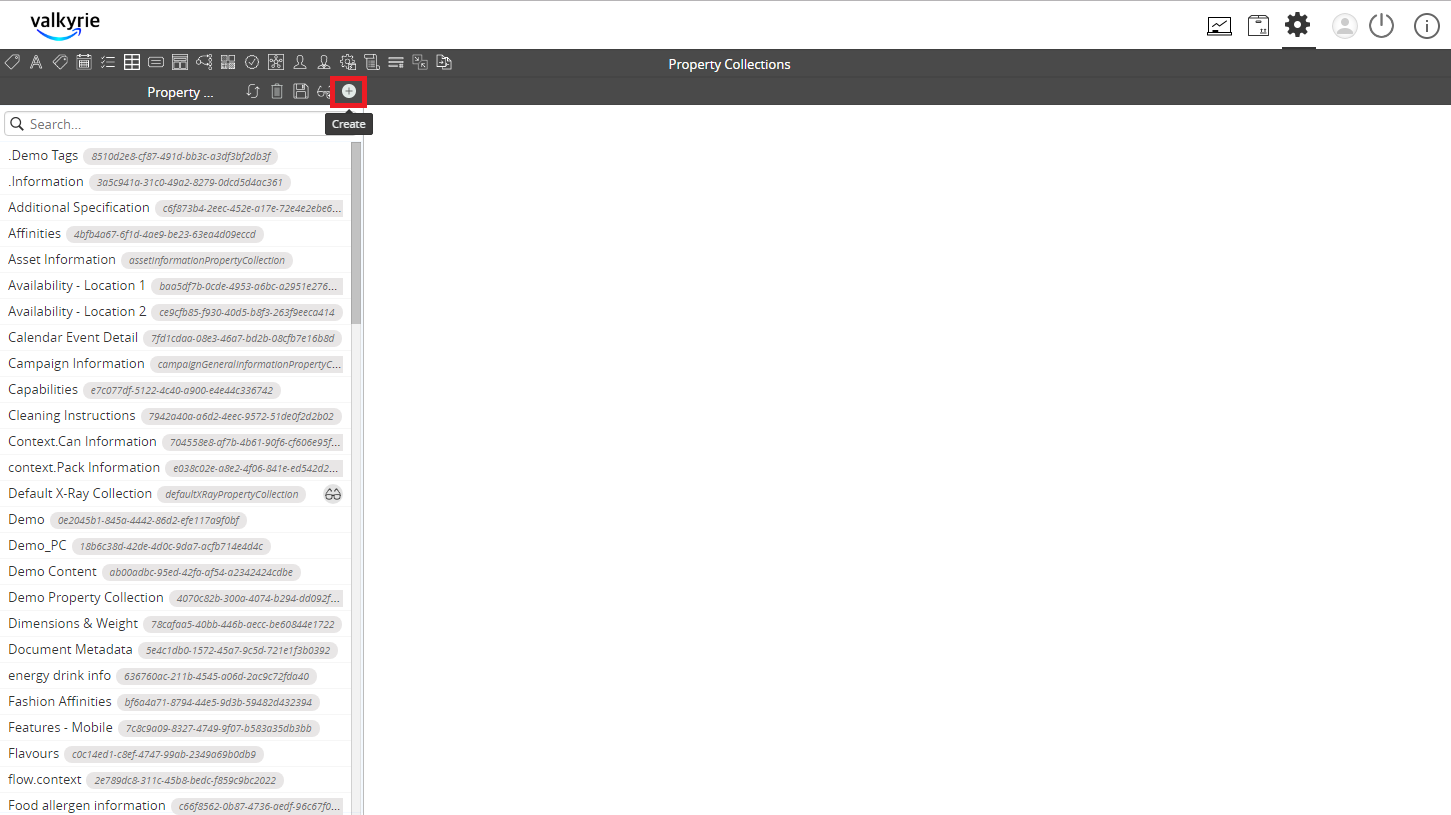 valkyrie
Property Collections
Property ...
Create
Search...
.Demo Tags 8510d2e8-cf87-491d-bb3c-a3df3bf2db3f
.Information 3a5c941a-31c0-49a2-8279-0dcd5d4ac361
Additional Specification c6f873b4-2eec-452e-a17e-72e4e2ebe6...
Affinities 4bfb4a67-6f1d-4ae9-be23-63ea4d09eccd
Asset Information assetInformationPropertyCollection
Availability - Location 1 baa5df7b-0cde-4953-a6bc-a2951e276...
Availability - Location 2 ce9cfb85-f930-40d5-b8f3-263f9eeca414
Calendar Event Detail 7fd1cdaa-08e3-46a7-bd2b-08cfb7e16b8d
Campaign Information campaignGeneralInformationPropertyC...
Capabilities e7c077df-5122-4c40-a900-e4e44c336742
Cleaning Instructions 7942a40a-a6d2-4eec-9572-51de0f2d2b02
Context.Can Information 704558e8-af7b-4b61-90f6-cf606e95f...
context.Pack Information e038c02e-a8e2-4f06-841e-ed542d2...
Default X-Ray Collection defaultXRayPropertyCollection
Demo 0e2045b1-845a-4442-86d2-efe117a9f0bf
Demo_PC 18b6c38d-42de-4d0c-9da7-acfb714e4d4c
Demo Content ab00adbc-95ed-42fa-af54-a2342424cdbe
Demo Property Collection 4070c82b-300a-4074-b294-dd092f...
Dimensions & Weight 78cafaa5-40bb-446b-aecc-be60844e1722
Document Metadata 5e4c1db0-1572-45a7-9c5d-721e1f3b0392
energy drink info 636760ac-211b-4545-a06d-2ac9c72fda40
Fashion Affinities bf6a4a71-8794-44e5-9d3b-59482d432394
Features - Mobile 7c8c9a09-8327-4749-9f07-b583a35db3bb
Flavours c0c14ed1-c8ef-4747-99ab-2349a69b0db9
flow.context 2e789dc8-311c-45b8-bedc-f859c9bc2022
Food allergen information c66f8562-0b87-4736-aedf-96c67f0...